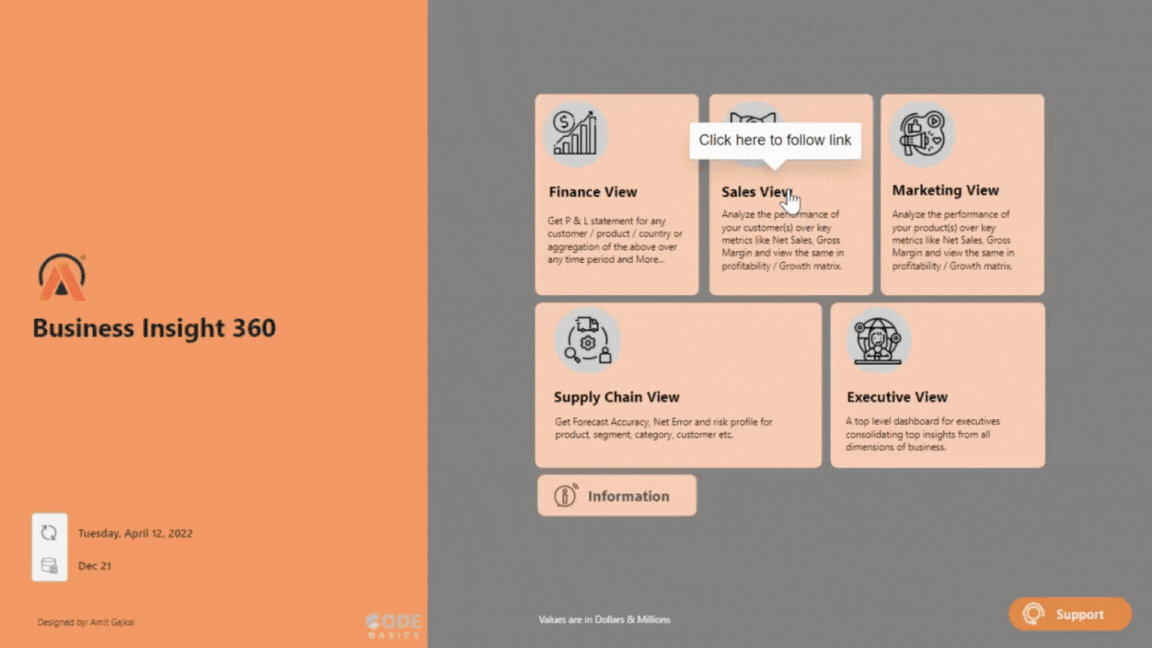 Business Insight 360
Tuesday, April 12, 2022
Dec 21
Designed by: Amit Gajkai
CODE
BASICS
Click here to follow link
Finance View
Get P & L statement for any
customer / product / country or
aggregation of the above over
any time period and More...
Sales View
Analyze the performance of
your customer(s) over key
metrics like Net Sales, Gross
Margin and view the same in
profitability / Growth matrix.
Marketing View
Analyze the performance of
your product(s) over key
metrics like Net Sales, Gross
Margin and view the same in
profitability / Growth matrix.
Supply Chain View
Get Forecast Accuracy, Net Error and risk profile for
product, segment, category, customer etc.
Executive View
A top level dashboard for executives
consolidating top insights from all
dimensions of business.
Information
Values are in Dollars & Millions
Support